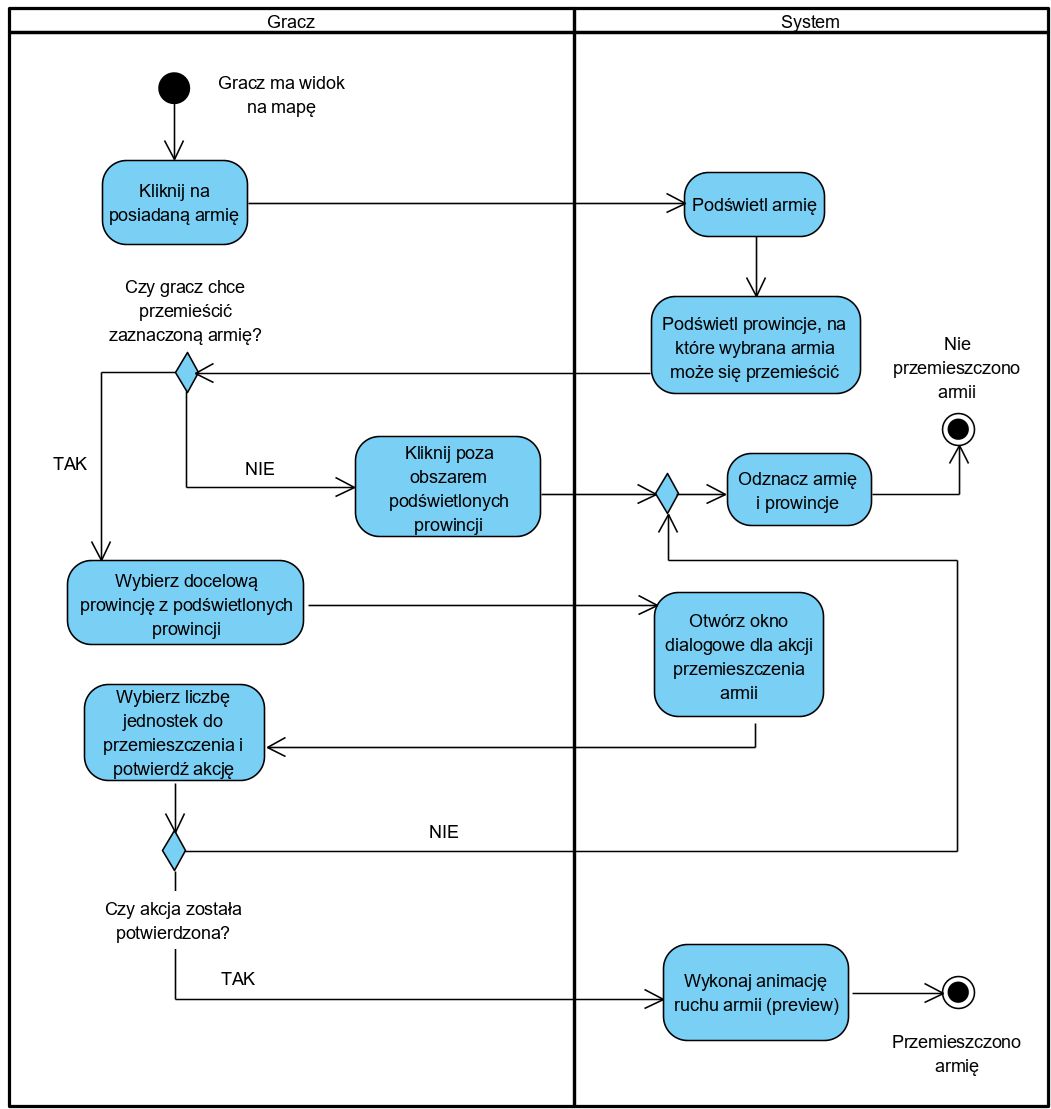 Gracz
System
Gracz ma widok
na mapę
Kliknij na
posiadaną armię
Podświetl armię
Czy gracz chce
przemieścić
zaznaczoną armię?
Podświetl prowincje, na
które wybrana armia
może się przemieścić
Nie
przemieszczono
armii
TAK
NIE
Kliknij poza
obszarem
podświetlonych
prowincji
Odznacz armię
i prowincje
Wybierz docelową
prowincję z podświetlonych
prowincji
Otwórz okno
dialogowe dla akcji
przemieszczenia
armii
Wybierz liczbę
jednostek do
przemieszczenia i
potwierdź akcję
NIE
Czy akcja została
potwierdzona?
TAK
Wykonaj animację
ruchu armii (preview)
Przemieszczono
armię